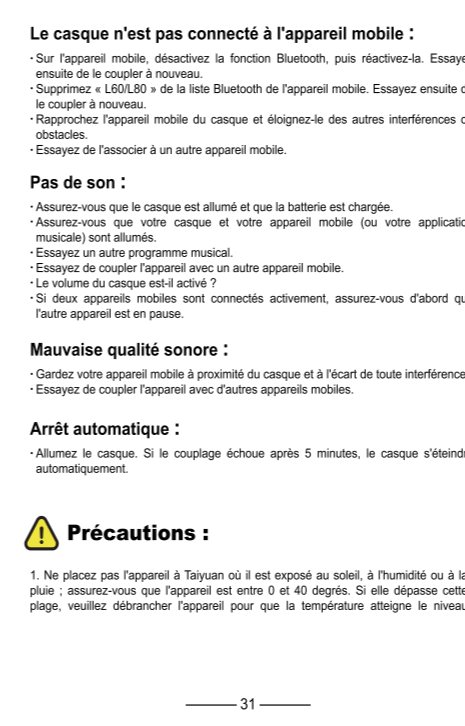 Le casque n'est pas connecté à l'appareil mobile :
· Sur l'appareil mobile, désactivez la fonction Bluetooth, puis réactivez-la. Essaye
ensuite de le coupler à nouveau.
· Supprimez « L60/L80 » de la liste Bluetooth de l'appareil mobile. Essayez ensuite d
le coupler à nouveau.
· Rapprochez l'appareil mobile du casque et éloignez-le des autres interférences o
obstacles.
· Essayez de l'associer à un autre appareil mobile.
Pas de son :
· Assurez-vous que le casque est allumé et que la batterie est chargée.
· Assurez-vous que votre casque et votre appareil mobile (ou votre applicatio
musicale) sont allumés.
· Essayez un autre programme musical.
· Essayez de coupler l'appareil avec un autre appareil mobile.
· Le volume du casque est-il activé ?
· Si deux appareils mobiles sont connectés activement, assurez-vous d'abord qu
l'autre appareil est en pause.
Mauvaise qualité sonore :
· Gardez votre appareil mobile à proximité du casque et à l'écart de toute interférence
· Essayez de coupler l'appareil avec d'autres appareils mobiles.
Arrêt automatique :
· Allumez le casque. Si le couplage échoue après 5 minutes, le casque s'éteindr
automatiquement.
Précautions :
1. Ne placez pas l'appareil à Taiyuan où il est exposé au soleil, à l'humidité ou à la
pluie ; assurez-vous que l'appareil est entre 0 et 40 degrés. Si elle dépasse cette
plage, veuillez débrancher l'appareil pour que la température atteigne le niveau
31